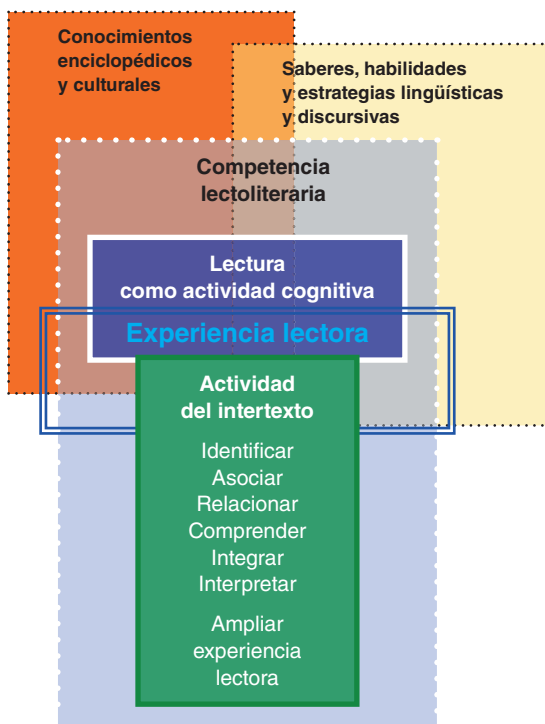 Conocimientos
enciclopédicos
y culturales
Saberes, habilidades
y estrategias lingüísticas
y discursivas
Competencia
lectoliteraria
Lectura
como actividad cognitiva
Experiencia lectora
Actividad
del intertexto
Identificar
Asociar
Relacionar
Comprender
Integrar
Interpretar
Ampliar
experiencia
lectora